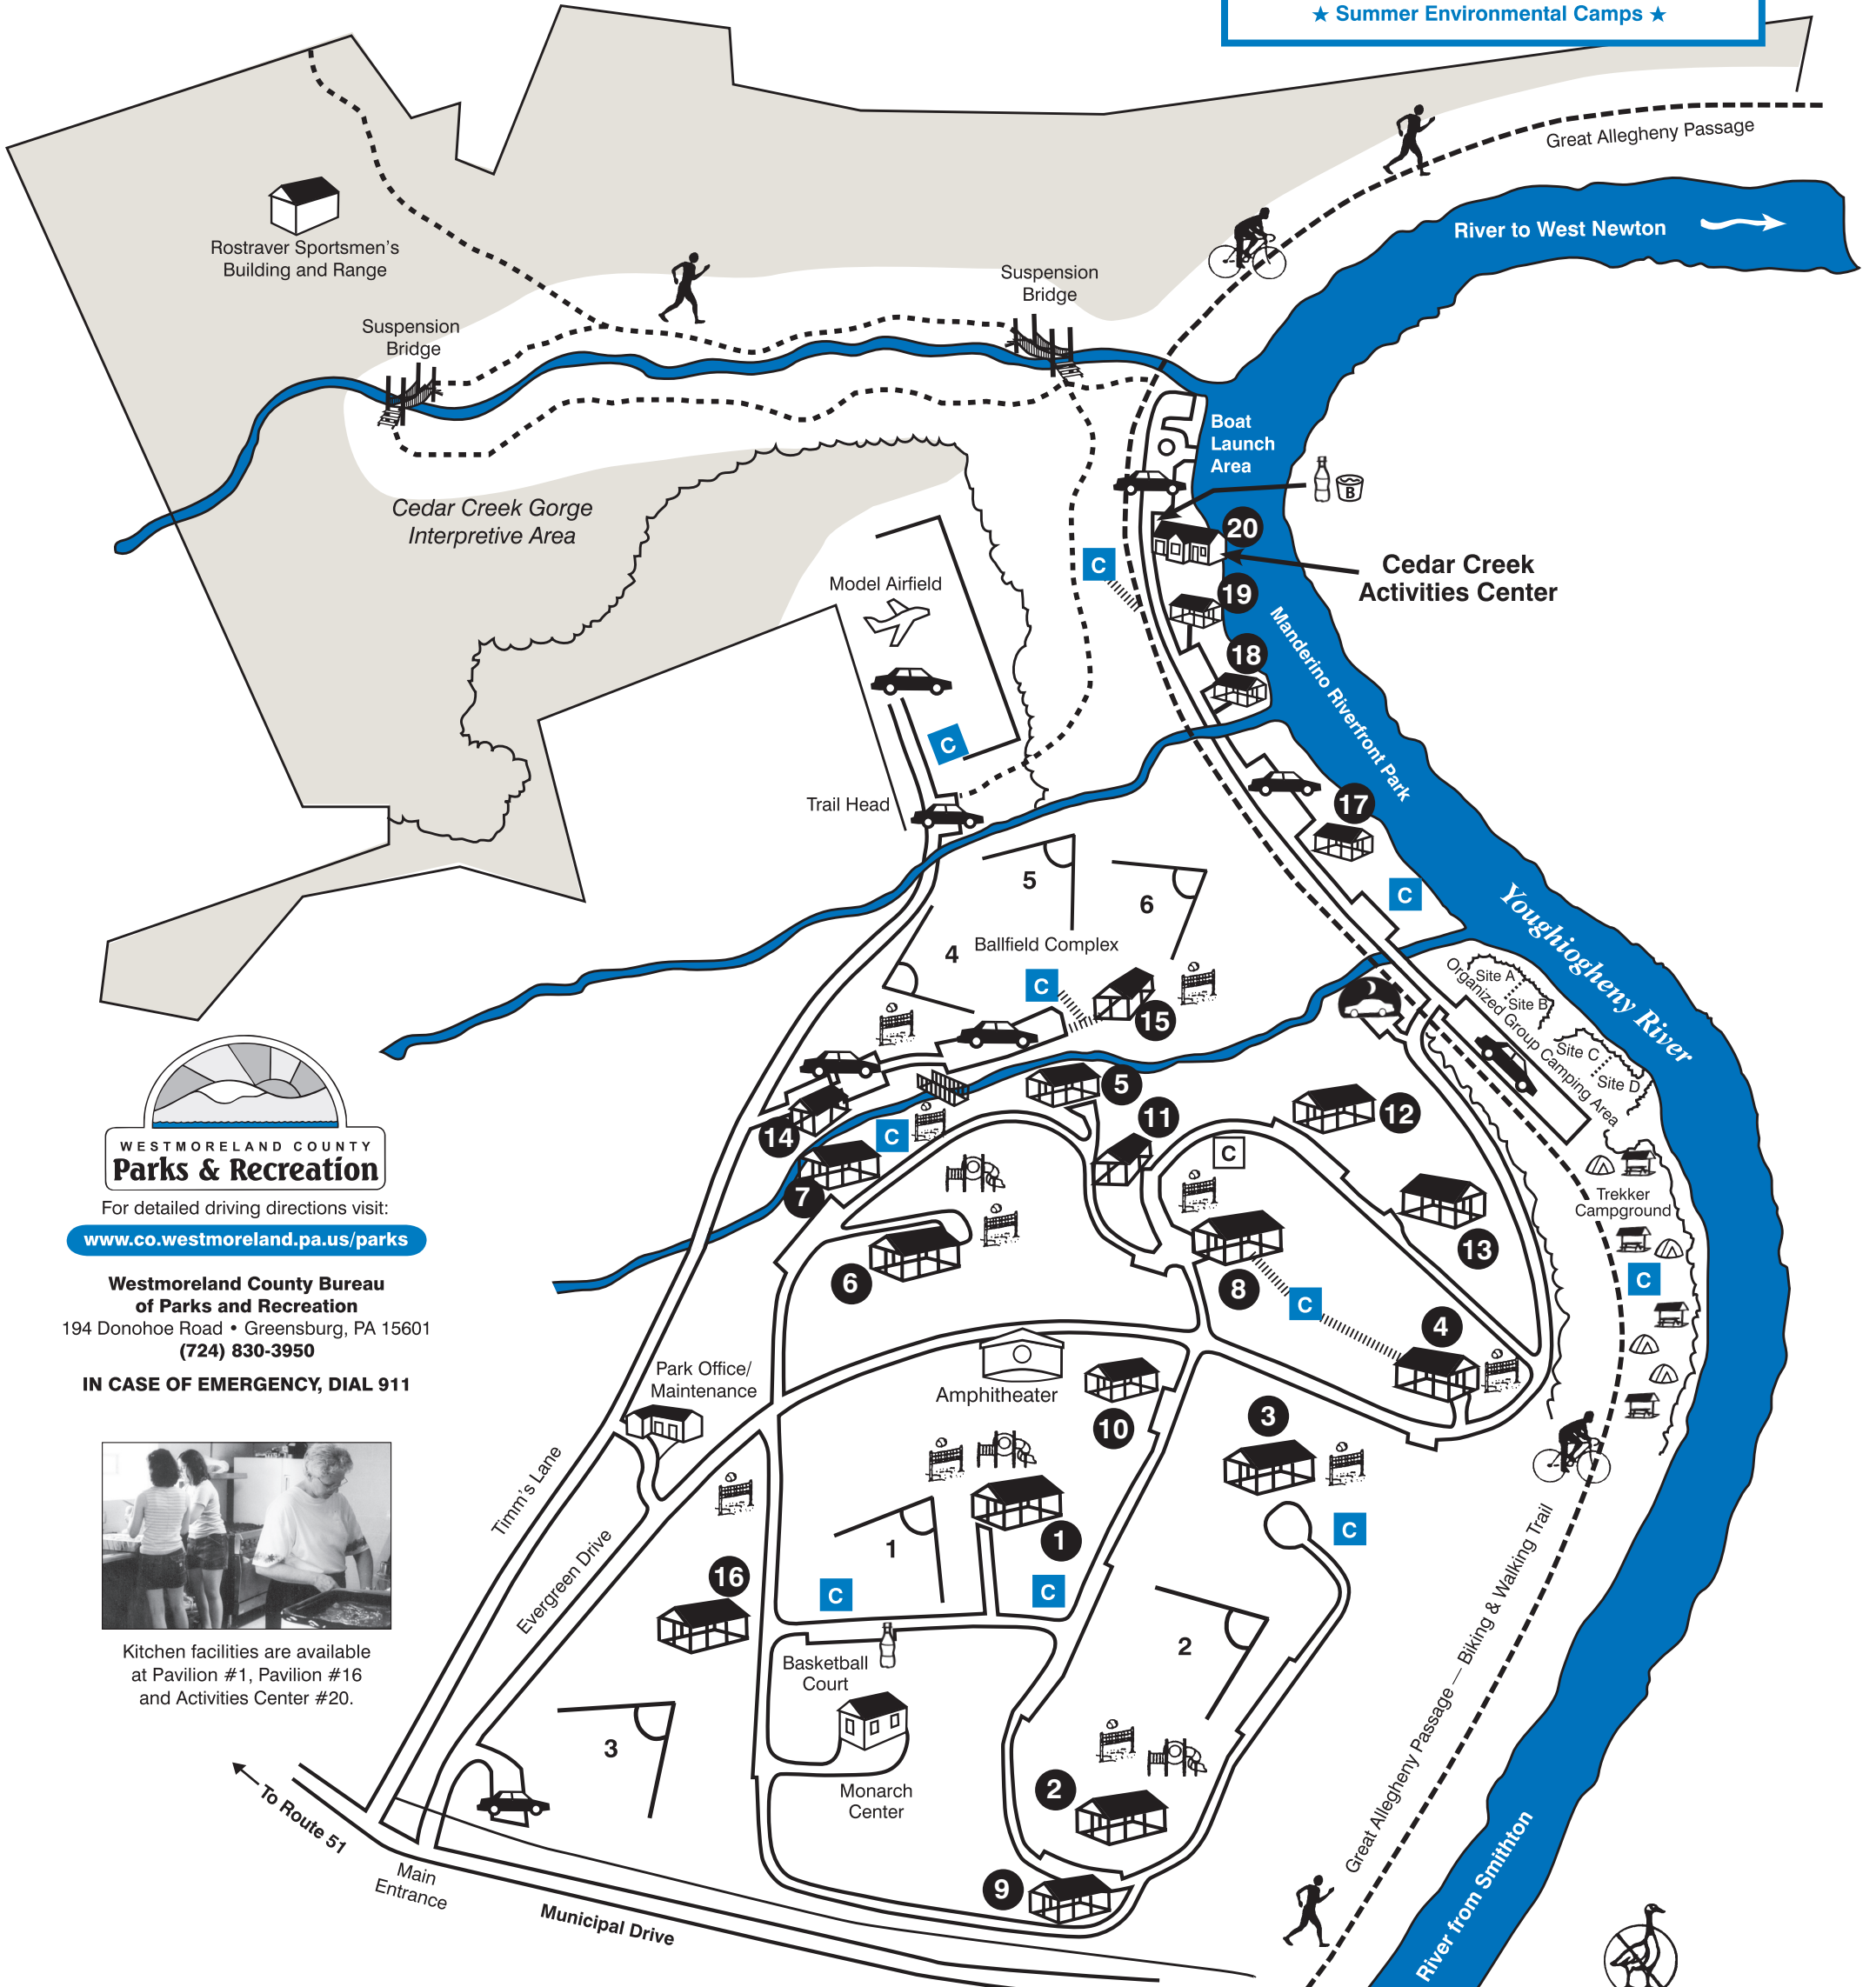 ★ Summer Environmental Camps ★
Great Allegheny Passage
River to West Newton
Rostraver Sportsmen's
Building and Range
Suspension
Bridge
Suspension
Bridge
Boat
Launch
Area
B
Cedar Creek Gorge
Interpretive Area
20
C
Cedar Creek
Activities Center
Model Airfield
19
Manderino Riverfront Park
18
C
Trail Head
17
5
6
C
Youghiogheny River
4
Ballfield Complex
C
15
Site A
Site B
Organized Group Camping Area
Site C
Site D
5
11
12
14
C
C
7
Trekker
Campground
6
8
13
C
C
4
WESTMORELAND COUNTY
Parks & Recreation
For detailed driving directions visit:
www.co.westmoreland.pa.us/parks
Westmoreland County Bureau
of Parks and Recreation
194 Donohoe Road • Greensburg, PA 15601
(724) 830-3950
IN CASE OF EMERGENCY, DIAL 911
Park Office/
Maintenance
Amphitheater
10
3
Timm's Lane
Evergreen Drive
1
1
C
16
C
C
Kitchen facilities are available
at Pavilion #1, Pavilion #16
and Activities Center #20.
Basketball
Court
2
3
Monarch
Center
2
Great Allegheny Passage — Biking & Walking Trail
To Route 51
Main
Entrance
Municipal Drive
9
River from Smithton